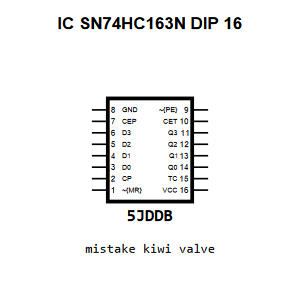 IC SN74HC163N DIP 16
8 GND ~{PE} 9
7 CEP CET 10
6 D3 Q3 11
5 D2 Q2 12
4 D1 Q1 13
3 D0 Q0 14
2 CP TC 15
1 ~{MR} VCC 16
5JDDB
mistake kiwi valve